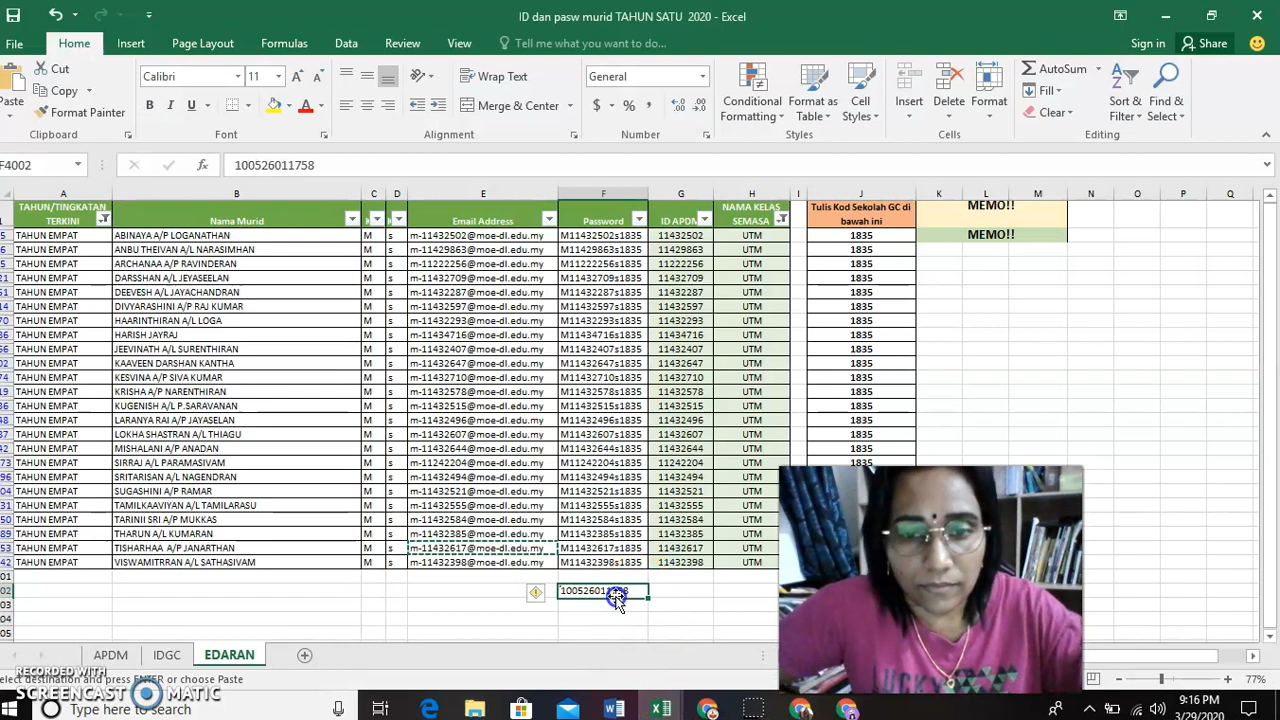 ID dan pasw murid TAHUN SATU 2020 - Excel
File Home Insert Page Layout Formulas Data Review View Tell me what you want to do... Sign in Share
Cut
Copy
Format Painter
Paste
Clipboard
Calibri 11
B I U A
Font
Wrap Text
Merge & Center
Alignment
General
$ % ,
Number
Conditional Formatting
Format as Table
Cell Styles
Styles
Insert Delete Format
Cells
AutoSum
Fill
Clear
Sort & Filter
Find & Select
Editing
F4002 fx 100526011758
A B C D E F G H I J K L M N O P Q
TAHUN/TINGKATAN TERKINI Nama Murid Email Address Password ID APDM NAMA KELAS SEMASA Tulis Kod Sekolah GC di bawah ini MEMO!!
TAHUN EMPAT ABINAYA A/P LOGANATHAN M s m-11432502@moe-dl.edu.my M11432502s1835 11432502 UTM 1835 MEMO!!
TAHUN EMPAT ANBU THEIVAN A/L NARASIMHAN M s m-11429863@moe-dl.edu.my M11429863s1835 11429863 UTM 1835
TAHUN EMPAT ARCHANAA A/P RAVINDERAN M s m-11222256@moe-dl.edu.my M11222256s1835 11222256 UTM 1835
TAHUN EMPAT DARSSHAN A/L JEYASEELAN M s m-11432709@moe-dl.edu.my M11432709s1835 11432709 UTM 1835
TAHUN EMPAT DEEVESH A/L JAYACHANDRAN M s m-11432287@moe-dl.edu.my M11432287s1835 11432287 UTM 1835
TAHUN EMPAT DIVYARASHINI A/P RAJ KUMAR M s m-11432597@moe-dl.edu.my M11432597s1835 11432597 UTM 1835
TAHUN EMPAT HAARINTHIRAN A/L LOGA M s m-11432293@moe-dl.edu.my M11432293s1835 11432293 UTM 1835
TAHUN EMPAT HARISH JAYRAJ M s m-11434716@moe-dl.edu.my M11434716s1835 11434716 UTM 1835
TAHUN EMPAT JEEVINATH A/L SURENTHIRAN M s m-11432407@moe-dl.edu.my M11432407s1835 11432407 UTM 1835
TAHUN EMPAT KAAVEEN DARSHAN KANTHA M s m-11432647@moe-dl.edu.my M11432647s1835 11432647 UTM 1835
TAHUN EMPAT KESVINA A/P SIVA KUMAR M s m-11432710@moe-dl.edu.my M11432710s1835 11432710 UTM 1835
TAHUN EMPAT KRISHA A/P NARENTHIRAN M s m-11432578@moe-dl.edu.my M11432578s1835 11432578 UTM 1835
TAHUN EMPAT KUGENISH A/L P.SARAVANAN M s m-11432515@moe-dl.edu.my M11432515s1835 11432515 UTM 1835
TAHUN EMPAT LARANYA RAI A/P JAYASELAN M s m-11432496@moe-dl.edu.my M11432496s1835 11432496 UTM 1835
TAHUN EMPAT LOKHA SHASTRAN A/L THIAGU M s m-11432607@moe-dl.edu.my M11432607s1835 11432607 UTM 1835
TAHUN EMPAT MISHALANI A/P ANADAN M s m-11432644@moe-dl.edu.my M11432644s1835 11432644 UTM 1835
TAHUN EMPAT SIRRAJ A/L PARAMASIVAM M s m-11242204@moe-dl.edu.my M11242204s1835 11242204 UTM 1835
TAHUN EMPAT SRITARISAN A/L NAGENDRAN M s m-11432494@moe-dl.edu.my M11432494s1835 11432494 UTM
TAHUN EMPAT SUGASHINI A/P RAMAR M s m-11432521@moe-dl.edu.my M11432521s1835 11432521 UTM
TAHUN EMPAT TAMILKAAVIYAN A/L TAMILARASU M s m-11432555@moe-dl.edu.my M11432555s1835 11432555 UTM
TAHUN EMPAT TARINII SRI A/P MUKKAS M s m-11432584@moe-dl.edu.my M11432584s1835 11432584 UTM
TAHUN EMPAT THARUN A/L KUMARAN M s m-11432385@moe-dl.edu.my M11432385s1835 11432385 UTM
TAHUN EMPAT TISHARHAA A/P JANARTHAN M s m-11432617@moe-dl.edu.my M11432617s1835 11432617 UTM
TAHUN EMPAT VISWAMITRRAN A/L SATHASIVAM M s m-11432398@moe-dl.edu.my M11432398s1835 11432398 UTM
APDM IDGC EDARAN
RECORDED WITH
SCREENCAST MATIC
elect destination and press ENTER or choose Paste 77%
Type here to search
9:16 PM
3/29/2020